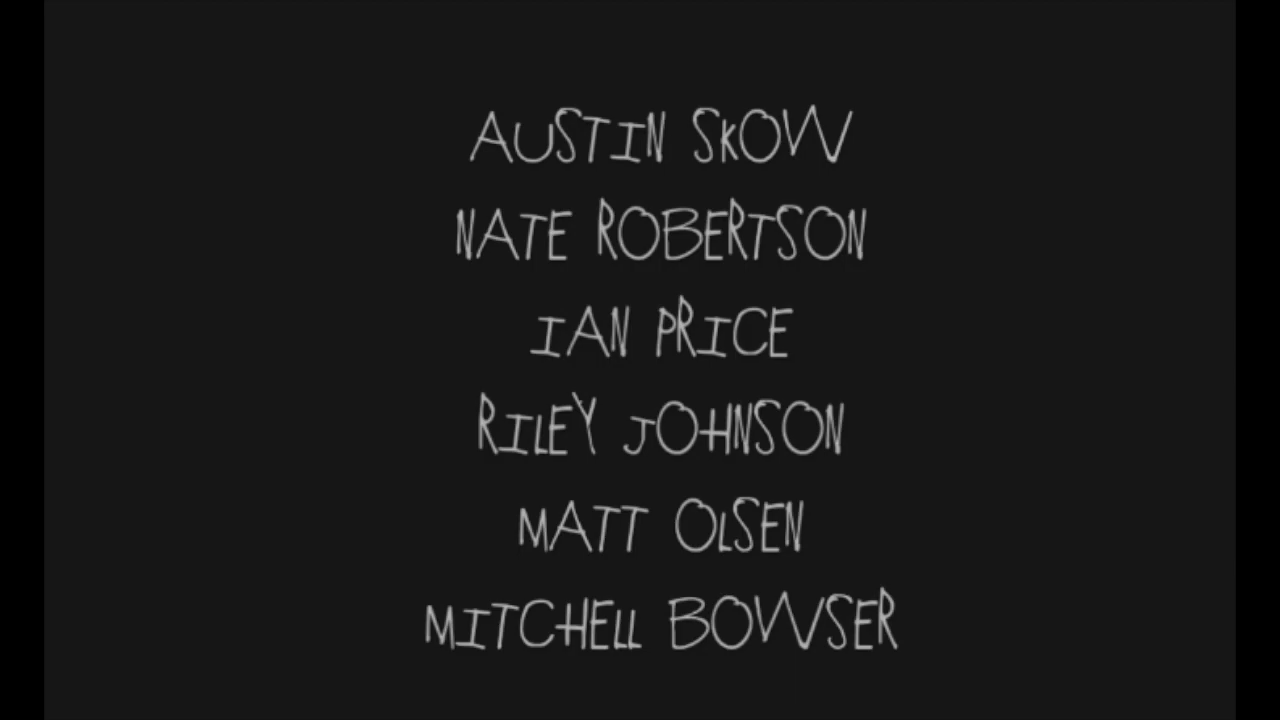 AUSTIN SKOW
NATE ROBERTSON
IAN PRICE
RILEY JOHNSON
MATT OLSEN
MITCHELL BOWSER